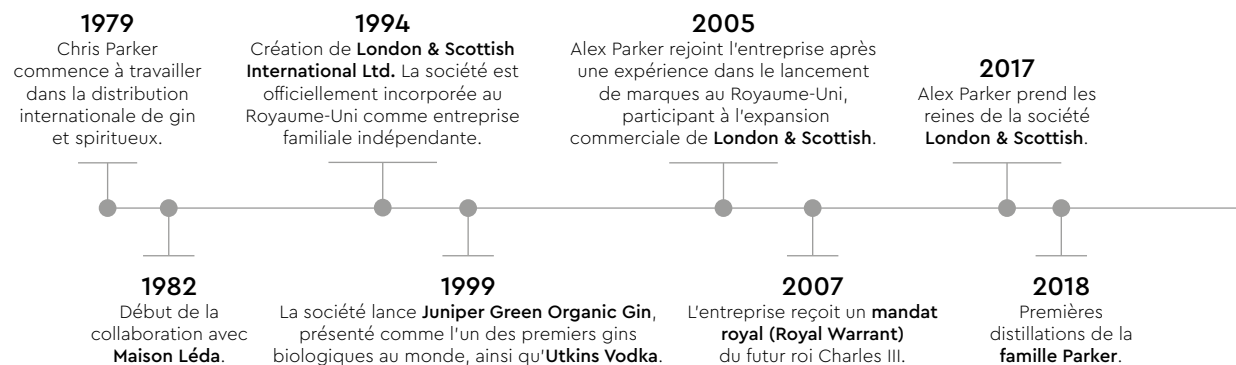 1979
Chris Parker
commence à travailler
dans la distribution
internationale de gin
et spiritueux.
1982
Début de la
collaboration avec
Maison Léda.
1994
Création de London & Scottish
International Ltd. La société est
officiellement incorporée au
Royaume-Uni comme entreprise
familiale indépendante.
1999
La société lance Juniper Green Organic Gin,
présenté comme l'un des premiers gins
biologiques au monde, ainsi qu'Utkins Vodka.
2005
Alex Parker rejoint l'entreprise après
une expérience dans le lancement
de marques au Royaume-Uni,
participant à l'expansion
commerciale de London & Scottish.
2007
L'entreprise reçoit un mandat
royal (Royal Warrant)
du futur roi Charles III.
2017
Alex Parker prend les
reines de la société
London & Scottish.
2018
Premières
distillations de la
famille Parker.